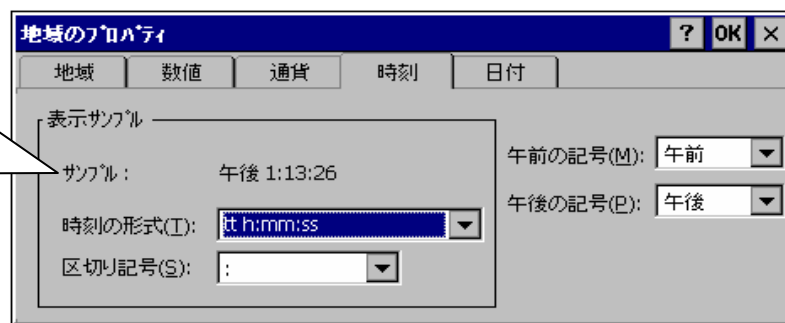 地域のﾌﾟﾛﾊﾟﾃｨ ? OK ×
地域 数値 通貨 時刻 日付
表示ｻﾝﾌﾟﾙ
ｻﾝﾌﾟﾙ: 午後 1:13:26
時刻の形式(T): tt h:mm:ss
区切り記号(S): :
午前の記号(M): 午前
午後の記号(P): 午後